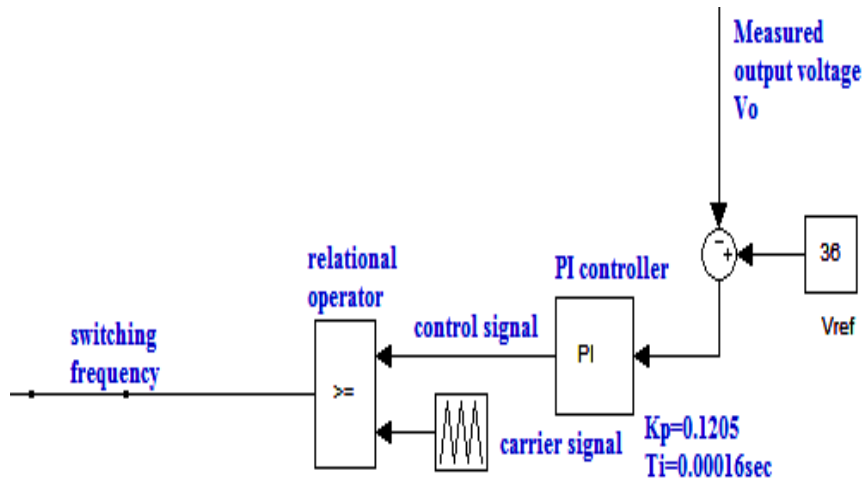 Measured
output voltage
Vo
-
+
36
Vref
relational
operator
PI controller
switching
frequency
control signal
PI
>=
carrier signal
Kp=0.1205
Ti=0.00016sec